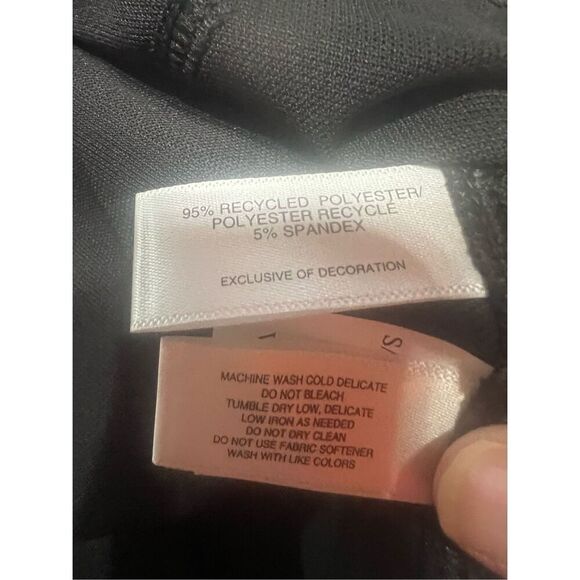 95% RECYCLED POLYESTER/
POLYESTER RECYCLÉ
5% SPANDEX
EXCLUSIVE OF DECORATION
S/
MACHINE WASH COLD DELICATE
DO NOT BLEACH
TUMBLE DRY LOW, DELICATE
LOW IRON AS NEEDED
DO NOT DRY CLEAN
DO NOT USE FABRIC SOFTENER
WASH WITH LIKE COLORS